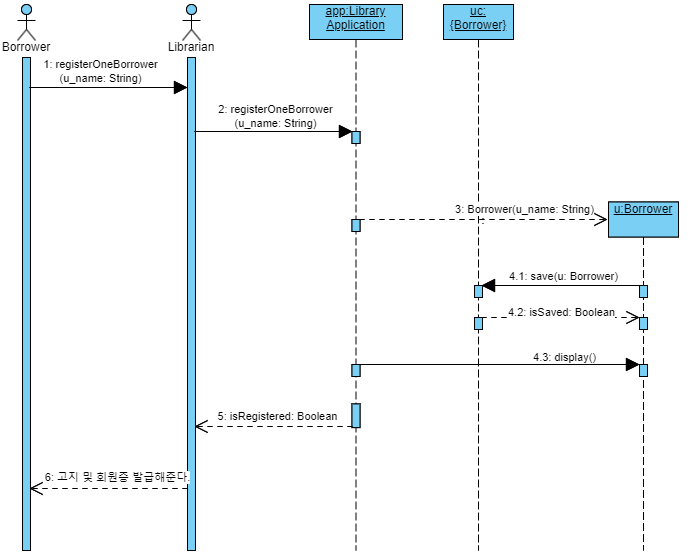 app:Library
Application
uc:
{Borrower}
Borrower
Librarian
1: registerOneBorrower
(u_name: String)
2: registerOneBorrower
(u_name: String)
3: Borrower(u_name: String)
u:Borrower
4.1: save(u: Borrower)
4.2: isSaved: Boolean
4.3: display()
5: isRegistered: Boolean
6: 고지 및 회원증 발급해준다.